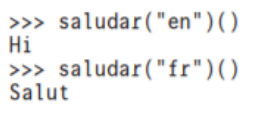 >>> saludar("en")()
Hi
>>> saludar("fr")()
Salut